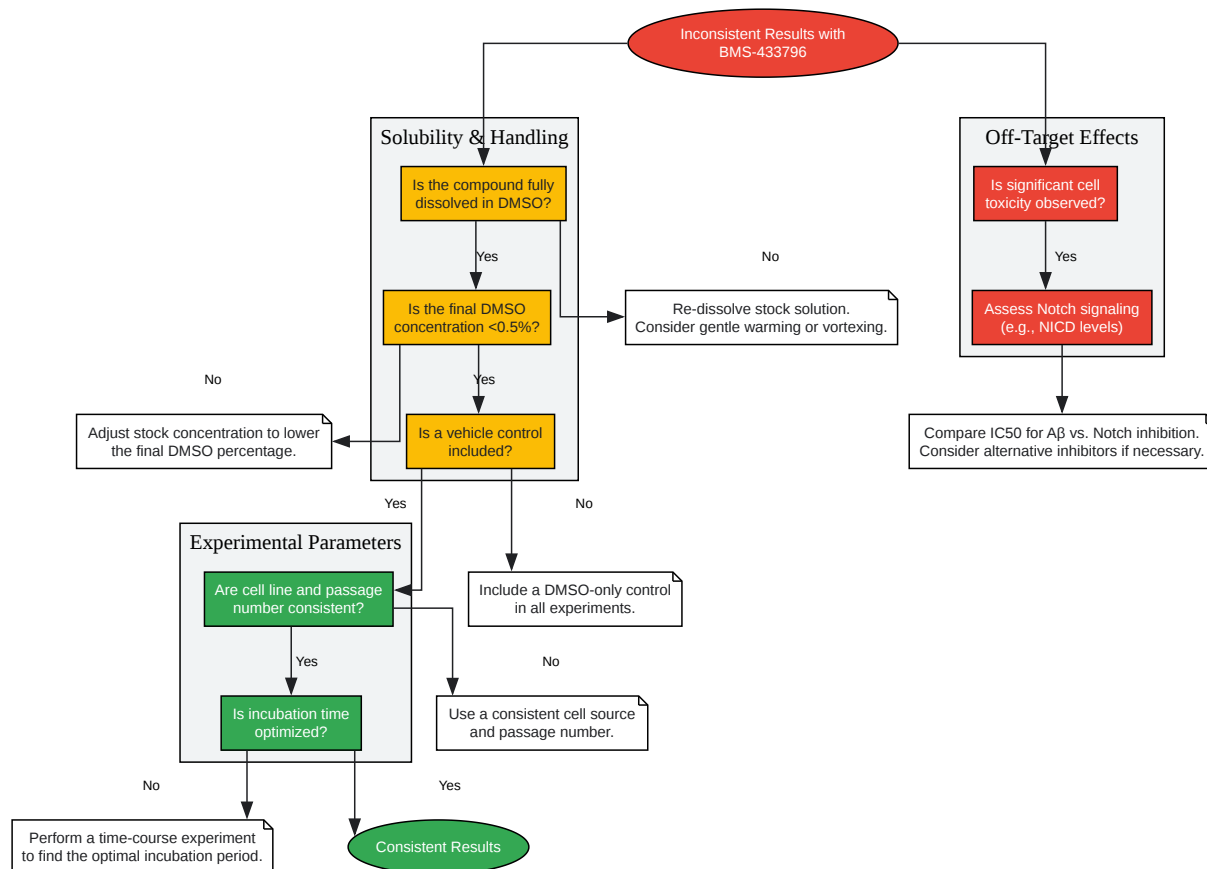 Inconsistent Results with
BMS-433796
Solubility & Handling
Off-Target Effects
Is the compound fully
dissolved in DMSO?
Is significant cell
toxicity observed?
Yes
No
Yes
Is the final DMSO
concentration <0.5%?
Re-dissolve stock solution.
Consider gentle warming or vortexing.
Assess Notch signaling
(e.g., NICD levels)
No
Yes
Adjust stock concentration to lower
the final DMSO percentage.
Is a vehicle control
included?
Compare IC50 for Aβ vs. Notch inhibition.
Consider alternative inhibitors if necessary.
Yes
No
Experimental Parameters
Are cell line and passage
number consistent?
Include a DMSO-only control
in all experiments.
Yes
No
Is incubation time
optimized?
Use a consistent cell source
and passage number.
No
Yes
Perform a time-course experiment
to find the optimal incubation period.
Consistent Results